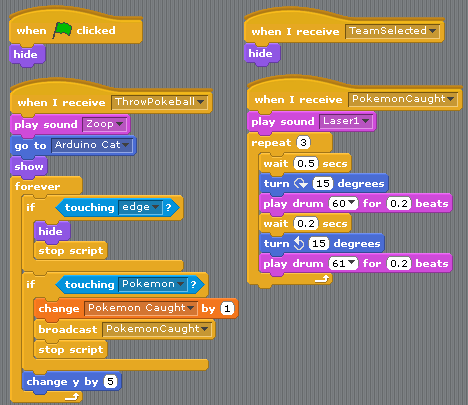 when clicked
hide
when I receive ThrowPokeball
play sound Zoop
go to Arduino Cat
show
forever
if touching edge ?
hide
stop script
if touching Pokemon ?
change Pokemon Caught by 1
broadcast PokemonCaught
stop script
change y by 5
when I receive TeamSelected
hide
when I receive PokemonCaught
play sound Laser1
repeat 3
wait 0.5 secs
turn 15 degrees
play drum 60 for 0.2 beats
wait 0.2 secs
turn 15 degrees
play drum 61 for 0.2 beats